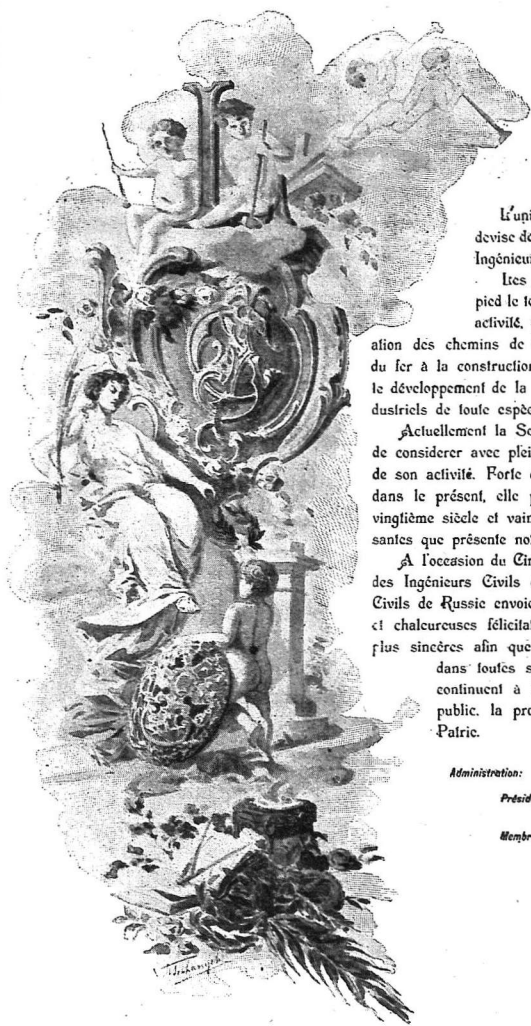 L'uni
devise de
Ingénieur
Les
pied le te
activité,
ation des chemins de
du fer à la construction
le développement de la
dustriels de toute espèc
Actuellement la So
de considerer avec plei
de son activité. Forte
dans le présent, elle p
vingtième siècle et vain
santes que présente not
A l'occasion du Cin
des Ingénieurs Civils
Civils de Russie envoie
et chaleureuses félicitat
plus sincères afin que
dans toutes s
continuent à
public, la pro
Patrie.
Administration:
Présid
Membr